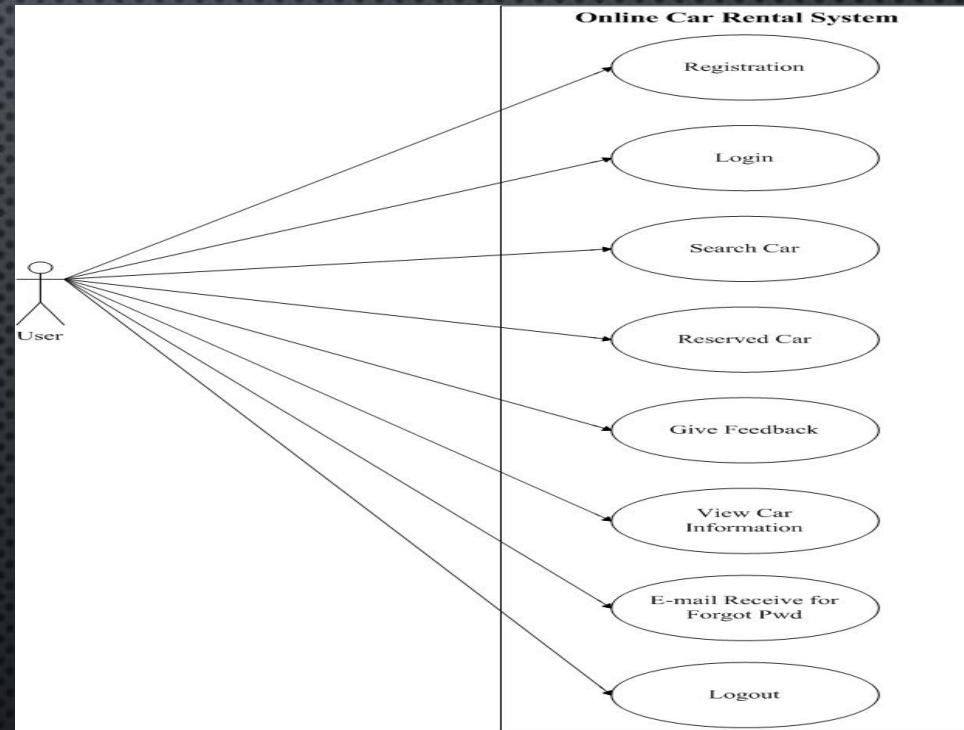 Online Car Rental System
Registration
Login
Search Car
User
Reserved Car
Give Feedback
View Car
Information
E-mail Receive for
Forgot Pwd
Logout